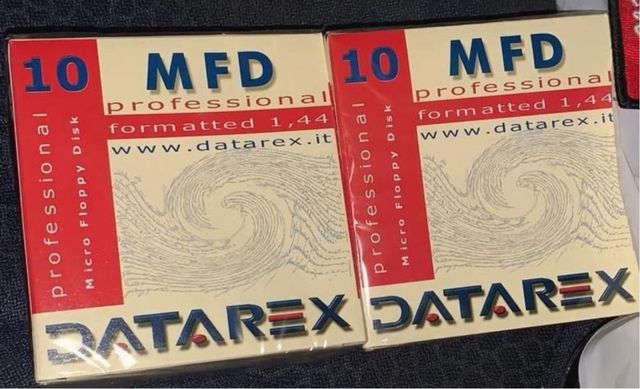 10
MFD
professional
formatted 1,44
www.datarex.it
professional
Micro Floppy Disk
DATAREX
10
MFD
professional
formatted 1,44
www.datarex.it
professional
Micro Floppy Disk
DATAREX